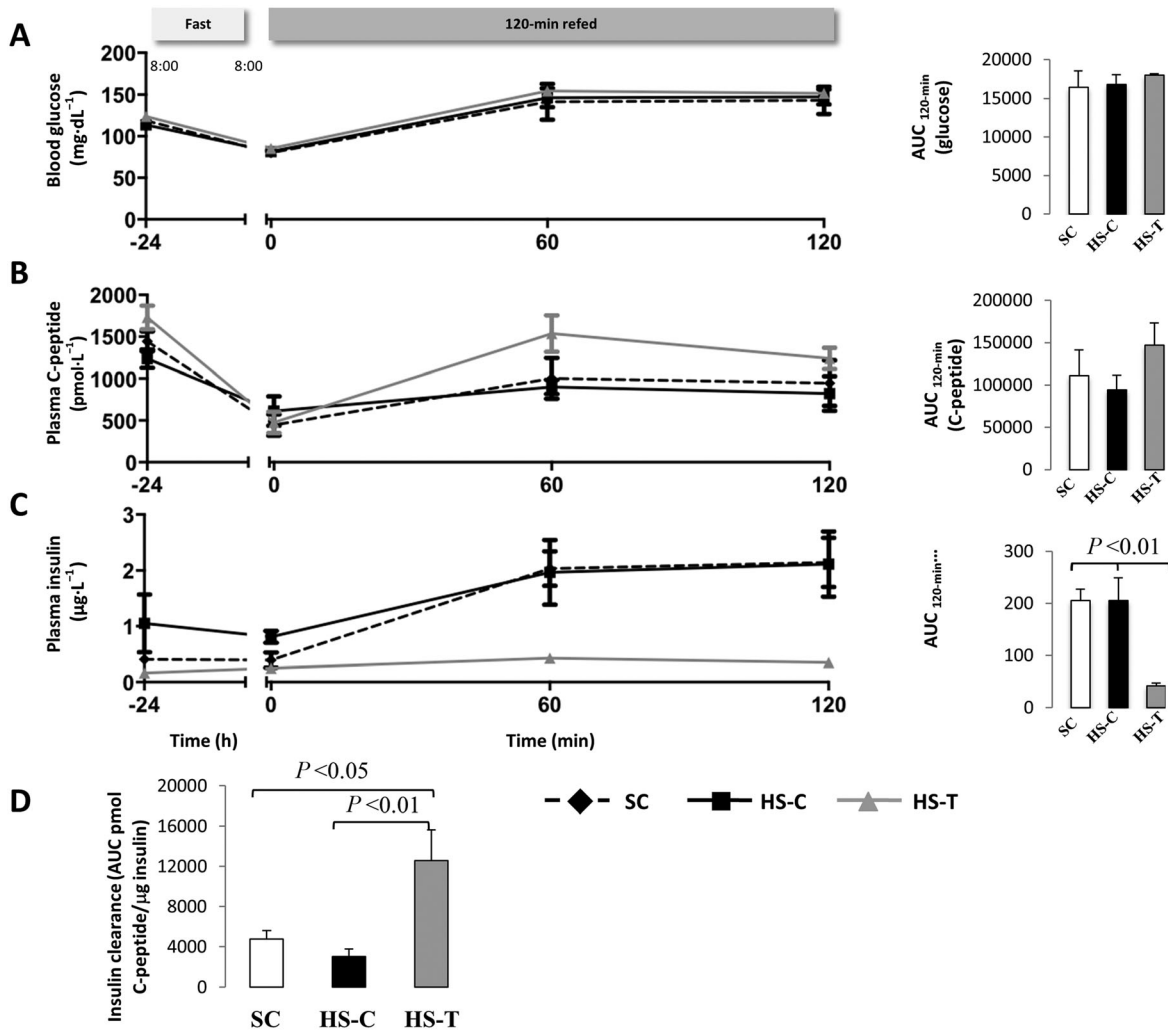 Fast
120-min refed
A
8:00
8:00
Blood glucose
(mg·dL⁻¹)
200
150
100
50
0
-24
0
60
120
AUC 120-min
(glucose)
20000
15000
10000
5000
0
SC
HS-C
HS-T
B
Plasma C-peptide
(pmol·L⁻¹)
2000
1500
1000
500
0
-24
0
60
120
AUC 120-min
(C-peptide)
200000
150000
100000
50000
0
SC
HS-C
HS-T
C
Plasma insulin
(µg·L⁻¹)
3
2
1
0
-24
0
60
120
Time (h)
Time (min)
AUC 120-min...
300
200
100
0
P <0.01
SC
HS-C
HS-T
D
Insulin clearance (AUC pmol
C-peptide/µg insulin)
20000
16000
12000
8000
4000
0
P <0.05
P <0.01
SC
HS-C
HS-T
SC
HS-C
HS-T